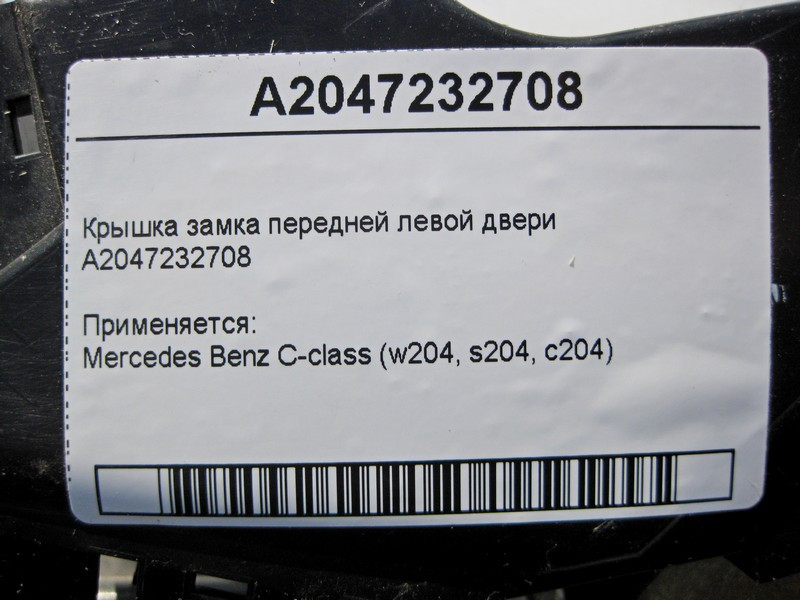 A2047232708
Крышка замка передней левой двери
A2047232708
Применяется:
Mercedes Benz C-class (w204, s204, c204)